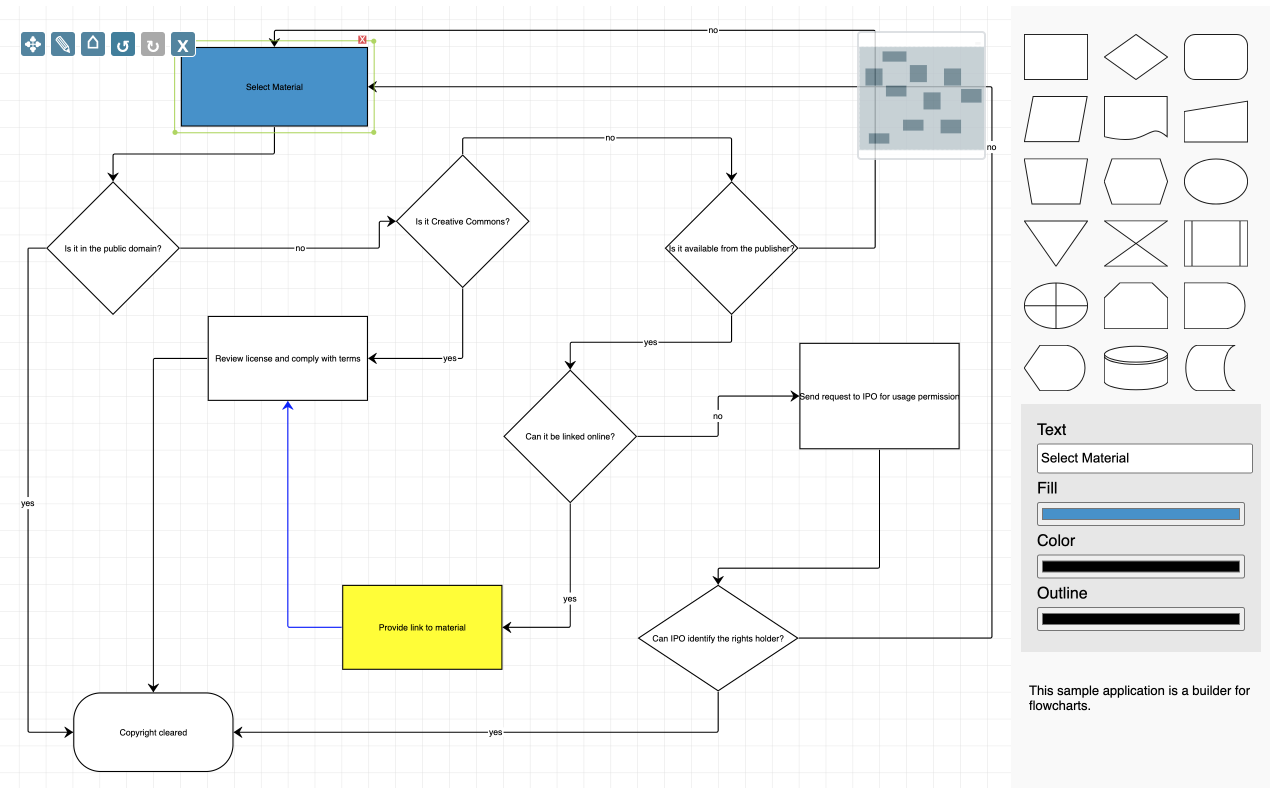 no
X
X
Select Material
no
no
Is it in the public domain?
no
Is it Creative Commons?
Is it available from the publisher?
yes
Review license and comply with terms
yes
Send request to IPO for usage permission
no
Can it be linked online?
yes
yes
Provide link to material
Can IPO identify the rights holder?
Copyright cleared
yes
Text
Select Material
Fill
Color
Outline
This sample application is a builder for
flowcharts.